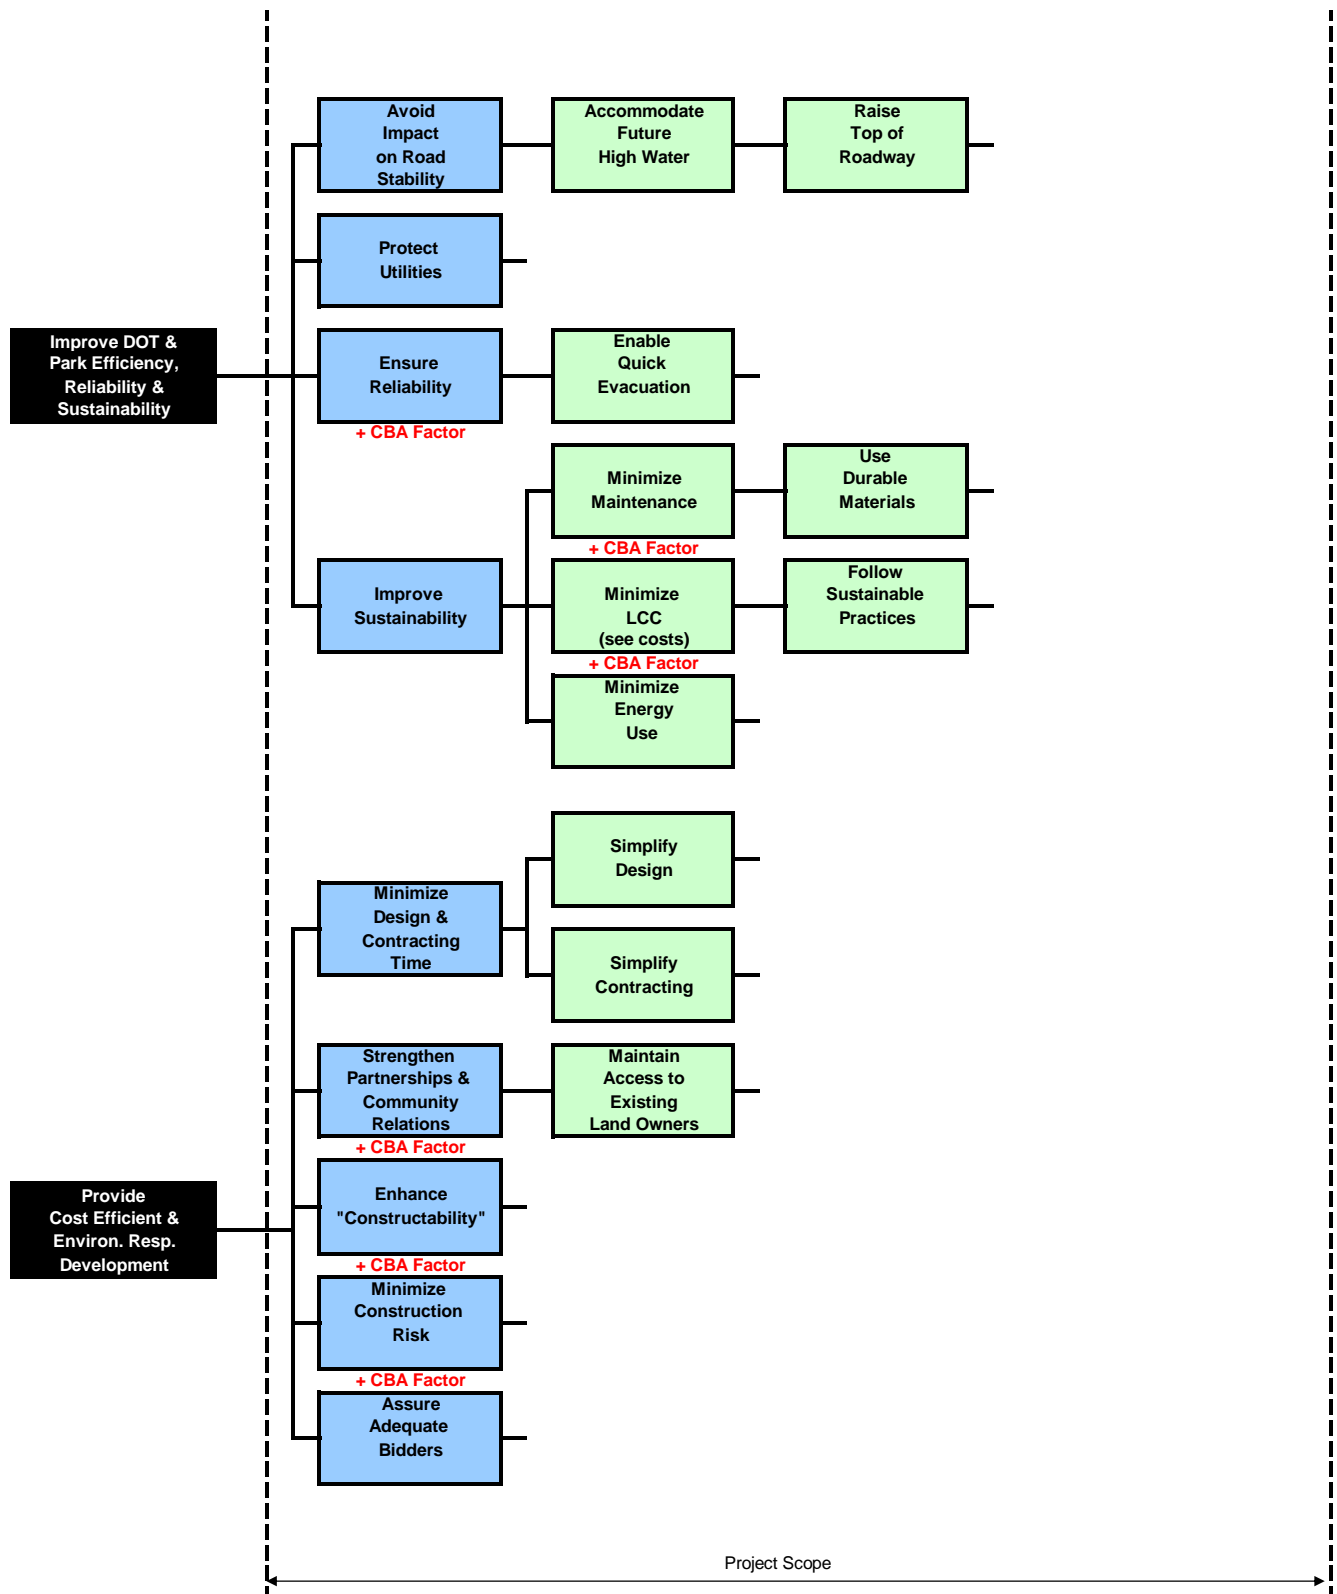 Avoid
Impact
on Road
Stability
Accommodate
Future
High Water
Raise
Top of
Roadway
Protect
Utilities
Improve DOT &
Park Efficiency,
Reliability &
Sustainability
Ensure
Reliability
+ CBA Factor
Enable
Quick
Evacuation
Minimize
Maintenance
+ CBA Factor
Use
Durable
Materials
Improve
Sustainability
Minimize
LCC
(see costs)
+ CBA Factor
Follow
Sustainable
Practices
Minimize
Energy
Use
Simplify
Design
Minimize
Design &
Contracting
Time
Simplify
Contracting
Strengthen
Partnerships &
Community
Relations
+ CBA Factor
Maintain
Access to
Existing
Land Owners
Provide
Cost Efficient &
Environ. Resp.
Development
Enhance
"Constructability"
+ CBA Factor
Minimize
Construction
Risk
+ CBA Factor
Assure
Adequate
Bidders
Project Scope